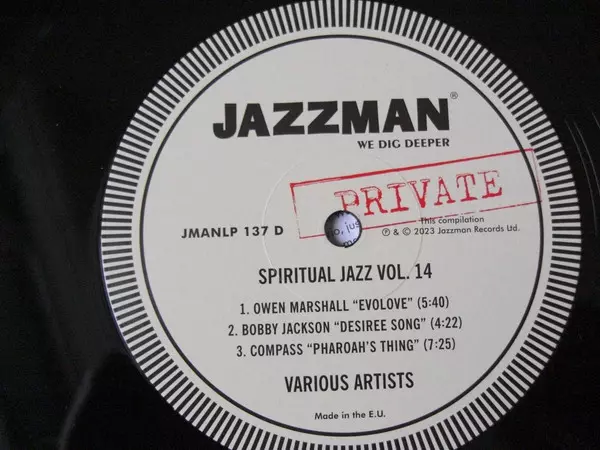 JAZZMAN®
WE DIG DEEPER
PRIVATE
JMANLP 137 D
This compilation
℗ & © 2023 Jazzman Records Ltd.
SPIRITUAL JAZZ VOL. 14
1. OWEN MARSHALL “EVOLOVE” (5:40)
2. BOBBY JACKSON “DESIREE SONG” (4:22)
3. COMPASS “PHAROAH’S THING” (7:25)
VARIOUS ARTISTS
Made in the E.U.